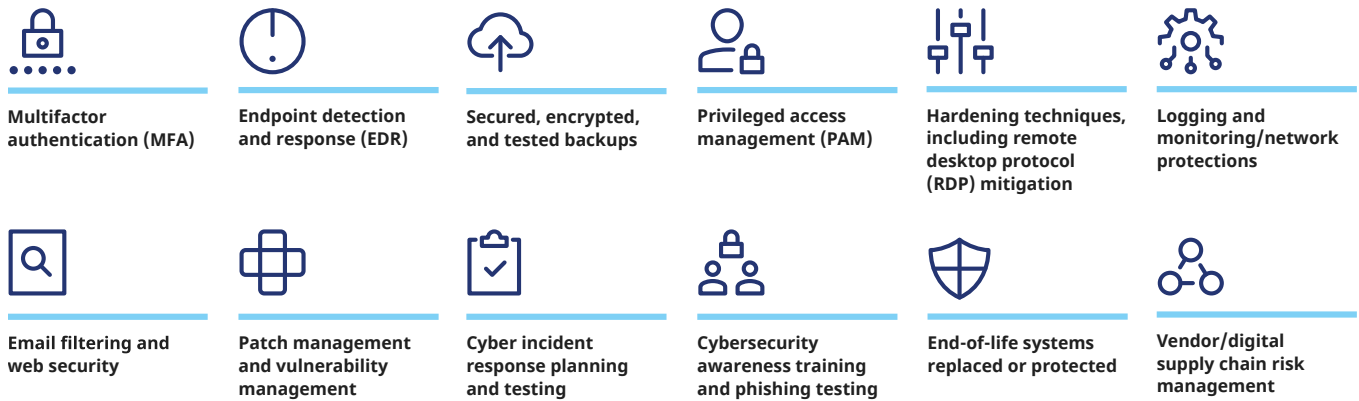 Multifactor
authentication (MFA)
Endpoint detection
and response (EDR)
Secured, encrypted,
and tested backups
Privileged access
management (PAM)
Hardening techniques,
including remote
desktop protocol
(RDP) mitigation
Logging and
monitoring/network
protections
Email filtering and
web security
Patch management
and vulnerability
management
Cyber incident
response planning
and testing
Cybersecurity
awareness training
and phishing testing
End-of-life systems
replaced or protected
Vendor/digital
supply chain risk
management